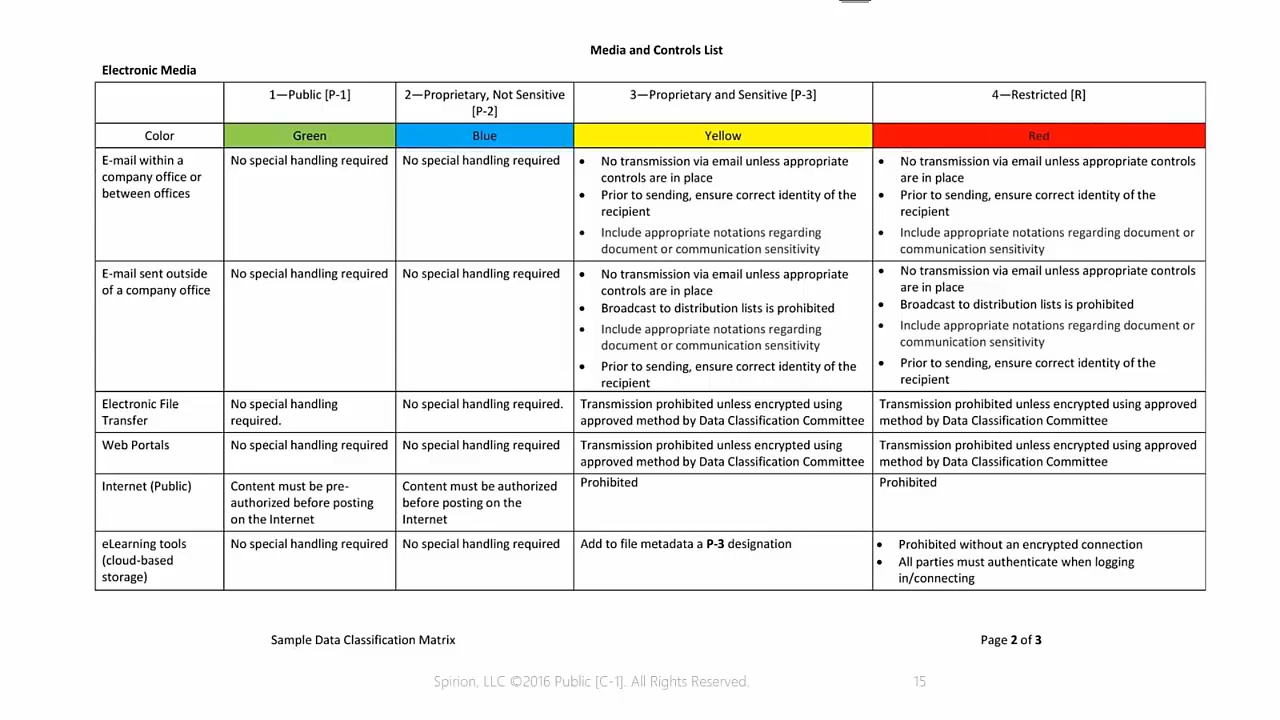 Media and Controls List
Electronic Media
1—Public [P-1]
2—Proprietary, Not Sensitive
[P-2]
3—Proprietary and Sensitive [P-3]
4—Restricted [R]
Color
Green
Blue
Yellow
Red
E-mail within a
company office or
between offices
No special handling required
No special handling required
• No transmission via email unless appropriate
controls are in place
• Prior to sending, ensure correct identity of the
recipient
• Include appropriate notations regarding
document or communication sensitivity
• No transmission via email unless appropriate controls
are in place
• Prior to sending, ensure correct identity of the
recipient
• Include appropriate notations regarding document or
communication sensitivity
E-mail sent outside
of a company office
No special handling required
No special handling required
• No transmission via email unless appropriate
controls are in place
• Broadcast to distribution lists is prohibited
• Include appropriate notations regarding
document or communication sensitivity
• Prior to sending, ensure correct identity of the
recipient
• No transmission via email unless appropriate controls
are in place
• Broadcast to distribution lists is prohibited
• Include appropriate notations regarding document or
communication sensitivity
• Prior to sending, ensure correct identity of the
recipient
Electronic File
Transfer
No special handling
required.
No special handling required.
Transmission prohibited unless encrypted using
approved method by Data Classification Committee
Transmission prohibited unless encrypted using approved
method by Data Classification Committee
Web Portals
No special handling required
No special handling required
Transmission prohibited unless encrypted using
approved method by Data Classification Committee
Transmission prohibited unless encrypted using approved
method by Data Classification Committee
Internet (Public)
Content must be pre-
authorized before posting
on the Internet
Content must be authorized
before posting on the
Internet
Prohibited
Prohibited
eLearning tools
(cloud-based
storage)
No special handling required
No special handling required
Add to file metadata a P-3 designation
• Prohibited without an encrypted connection
• All parties must authenticate when logging
in/connecting
Sample Data Classification Matrix
Page 2 of 3
Spirion, LLC ©2016 Public [C-1]. All Rights Reserved.
15